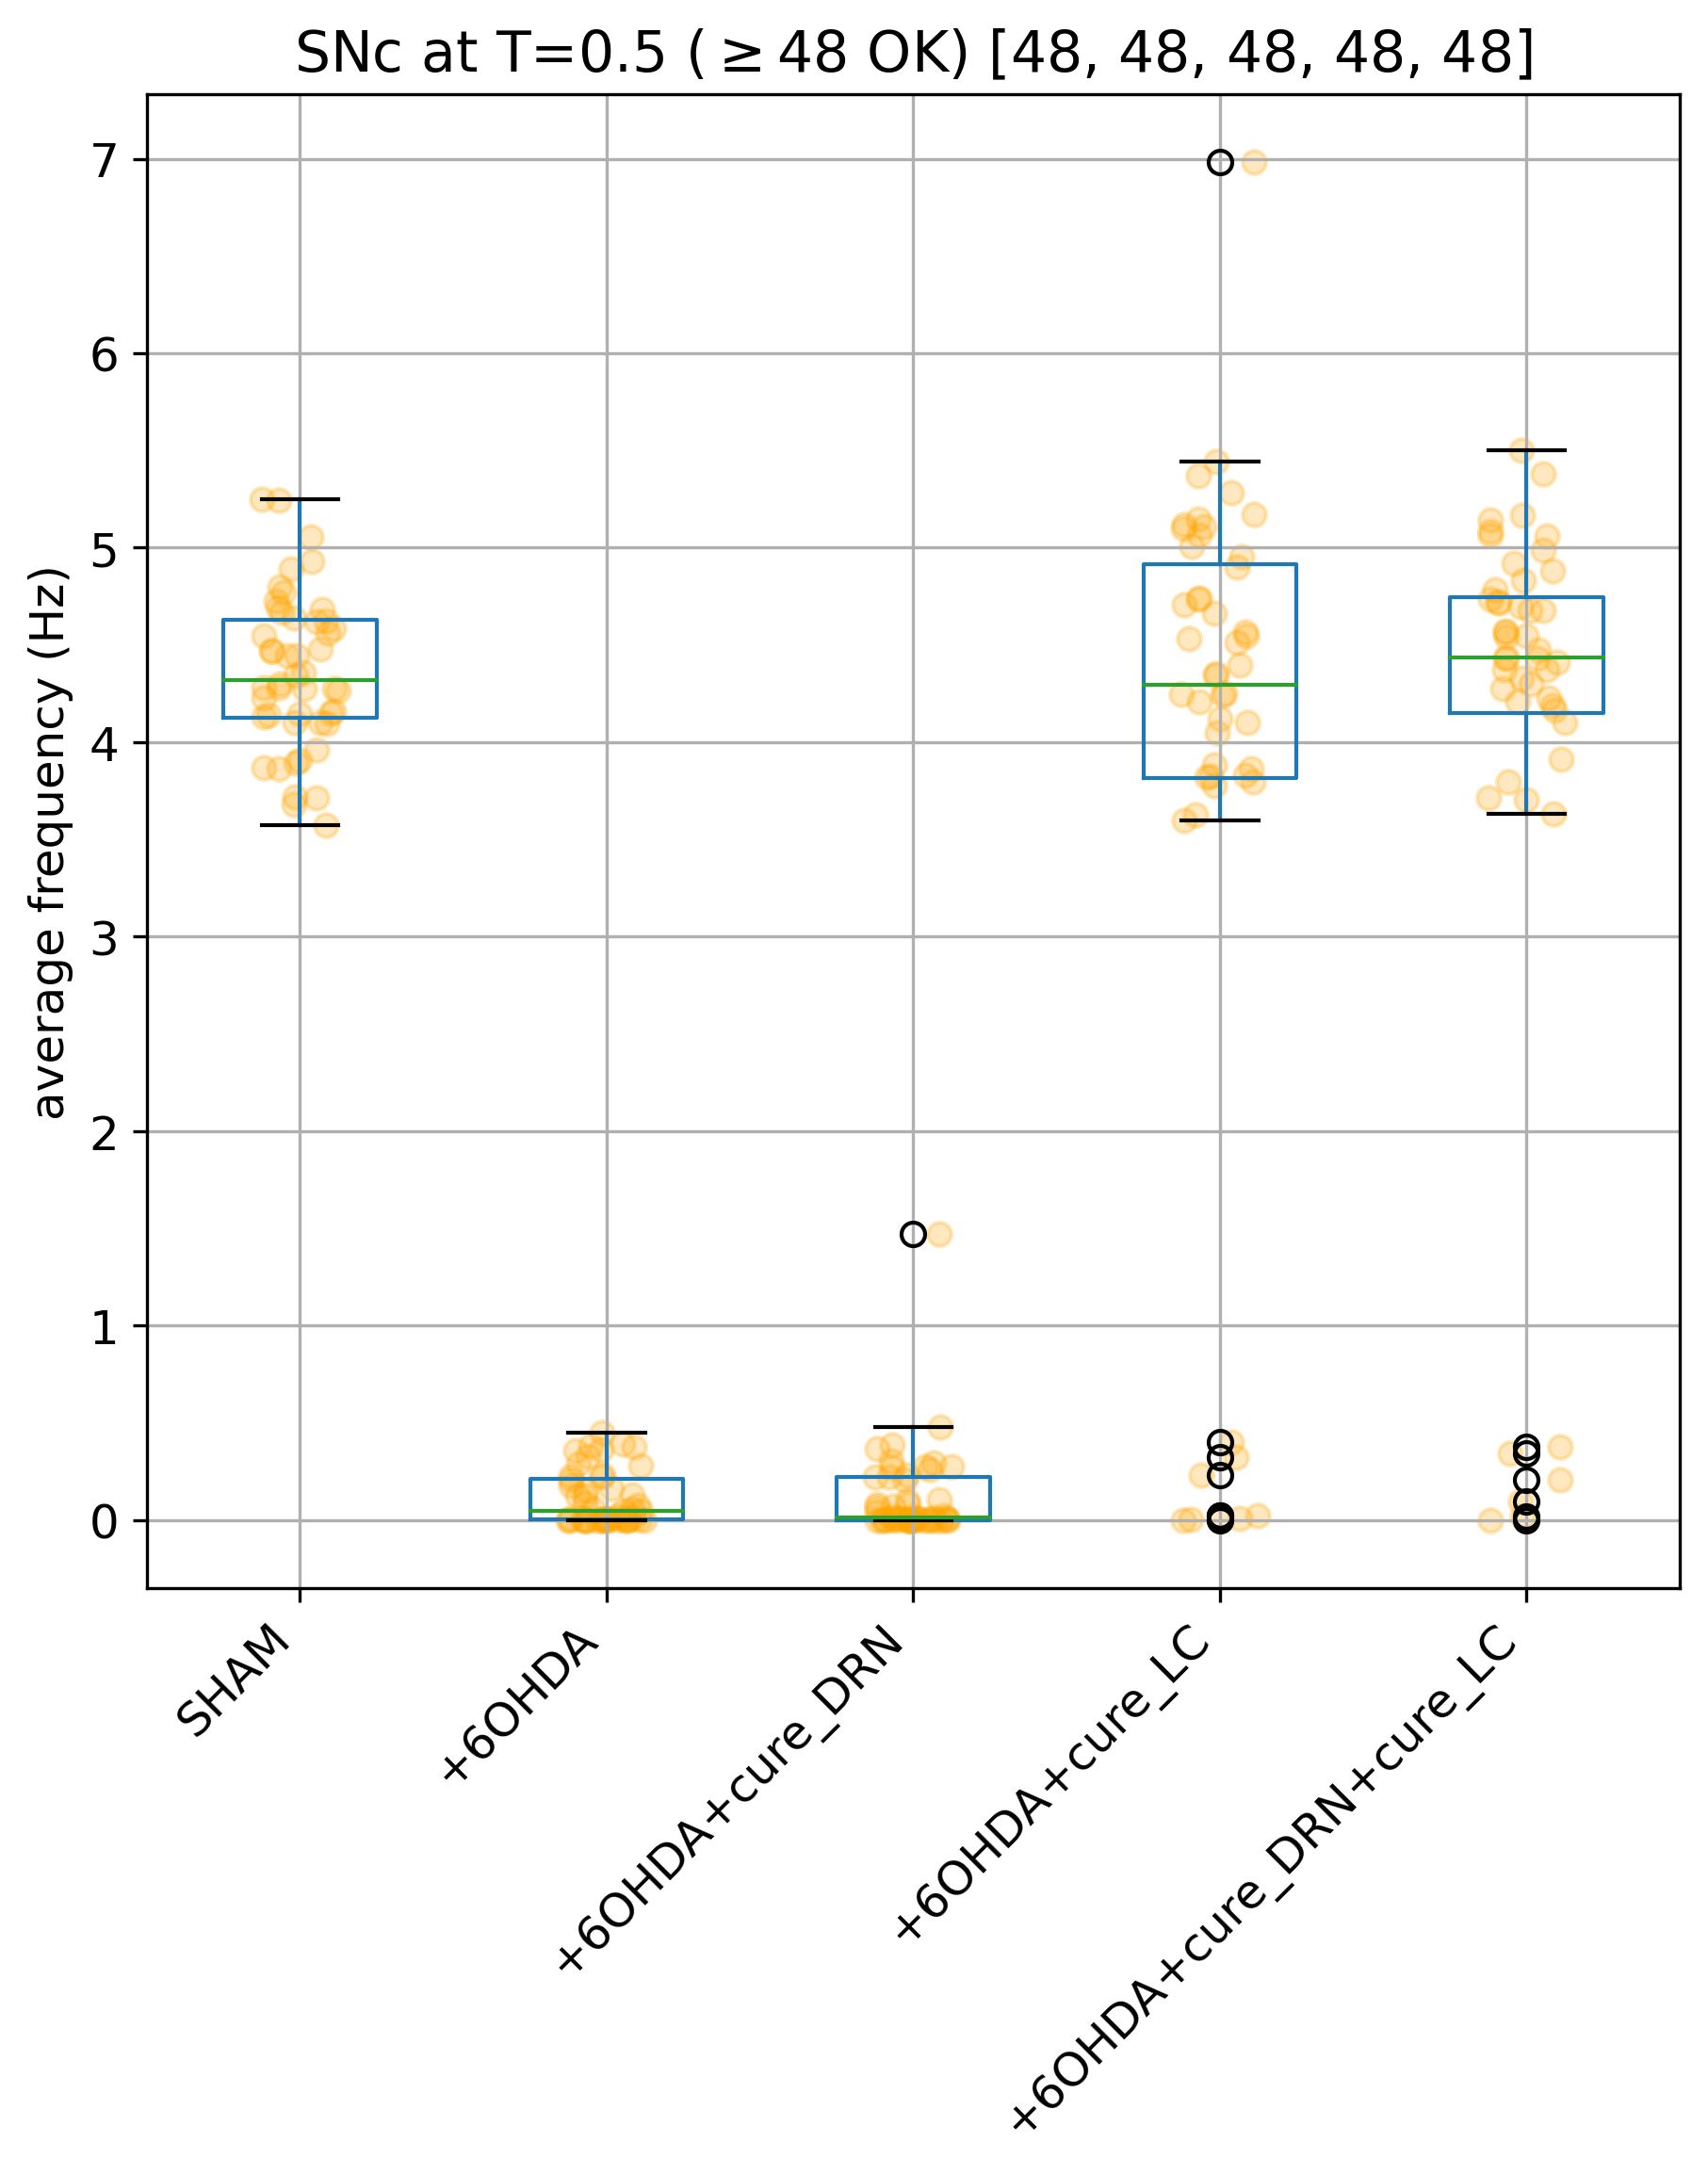 SNc at T=0.5 (≥48 OK) [48, 48, 48, 48, 48]
average frequency (Hz)
7
6
5
4
3
2
1
0
SHAM
+6OHDA
+6OHDA+cure_DRN
+6OHDA+cure_LC
+6OHDA+cure_DRN+cure_LC